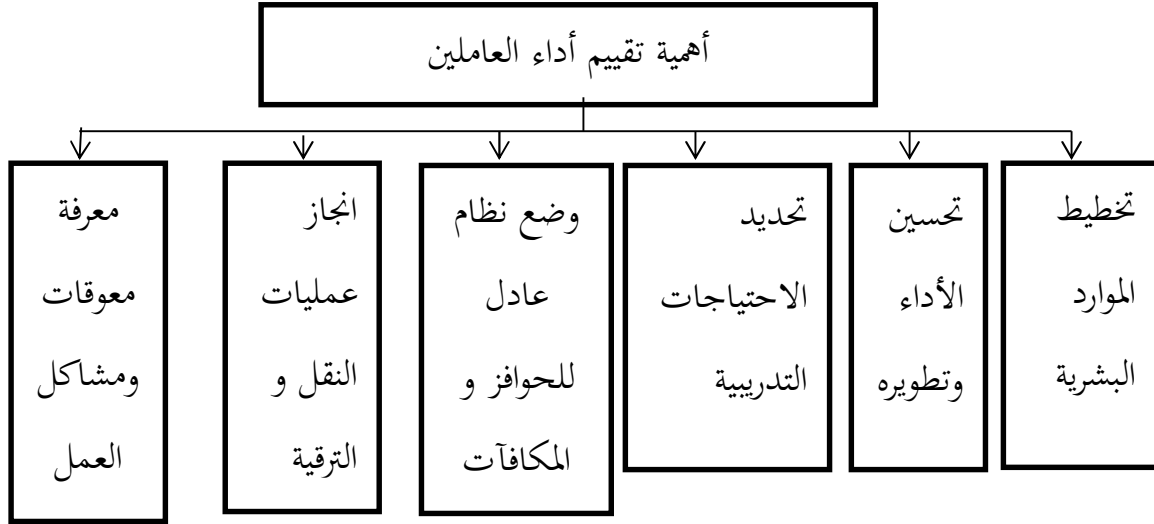 أهمية تقييم أداء العاملين
تخطيط
الموارد
البشرية
تحسين
الأداء
وتطويره
تحديد
الاحتياجات
التدريبية
وضع نظام
عادل
للحوافز و
المكافآت
انجاز
عمليات
النقل و
الترقية
معرفة
معوقات
ومشاكل
العمل